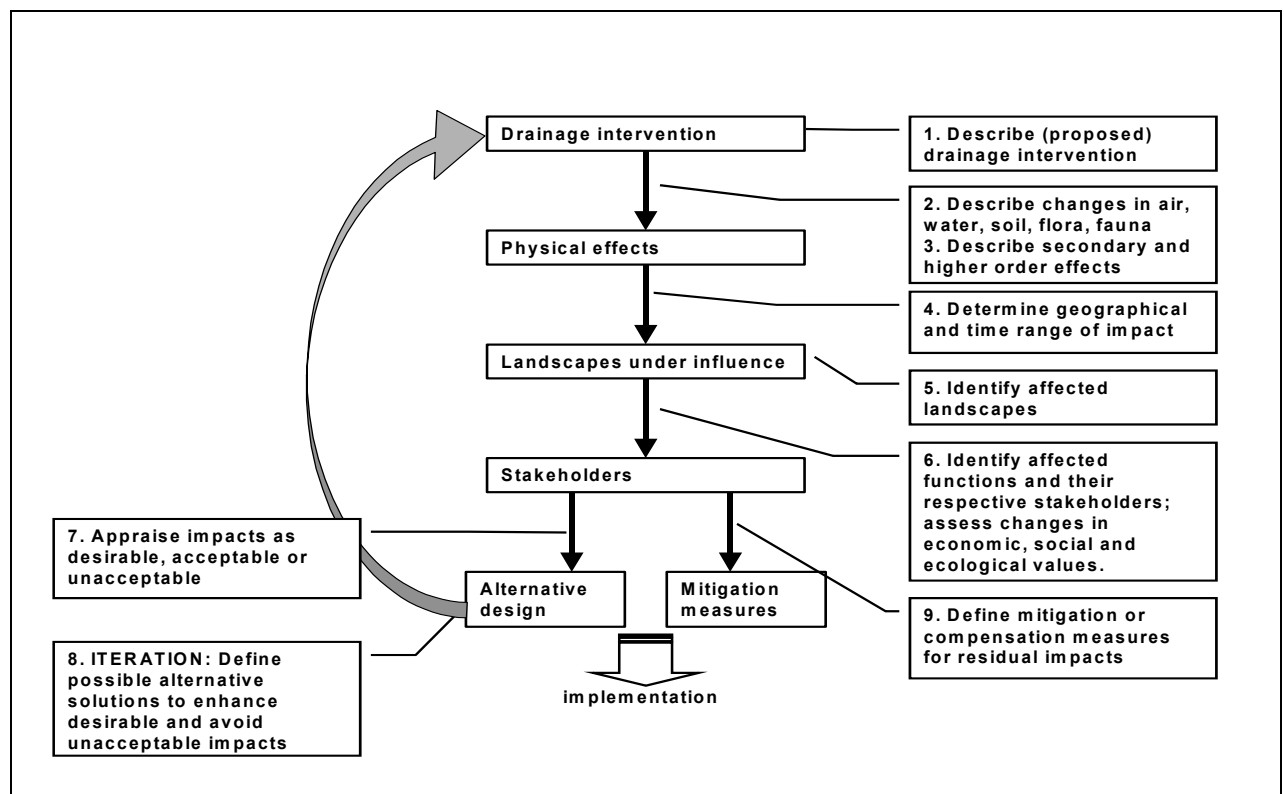 Drainage intervention
1. Describe (proposed)
drainage intervention
2. Describe changes in air,
water, soil, flora, fauna
3. Describe secondary and
higher order effects
Physical effects
4. Determine geographical
and time range of impact
Landscapes under influence
5. Identify affected
landscapes
6. Identify affected
functions and their
respective stakeholders;
assess changes in
economic, social and
ecological values.
Stakeholders
7. Appraise impacts as
desirable, acceptable or
unacceptable
Alternative
design
Mitigation
measures
9. Define mitigation or
compensation measures
for residual impacts
8. ITERATION: Define
possible alternative
solutions to enhance
desirable and avoid
unacceptable impacts
implementation